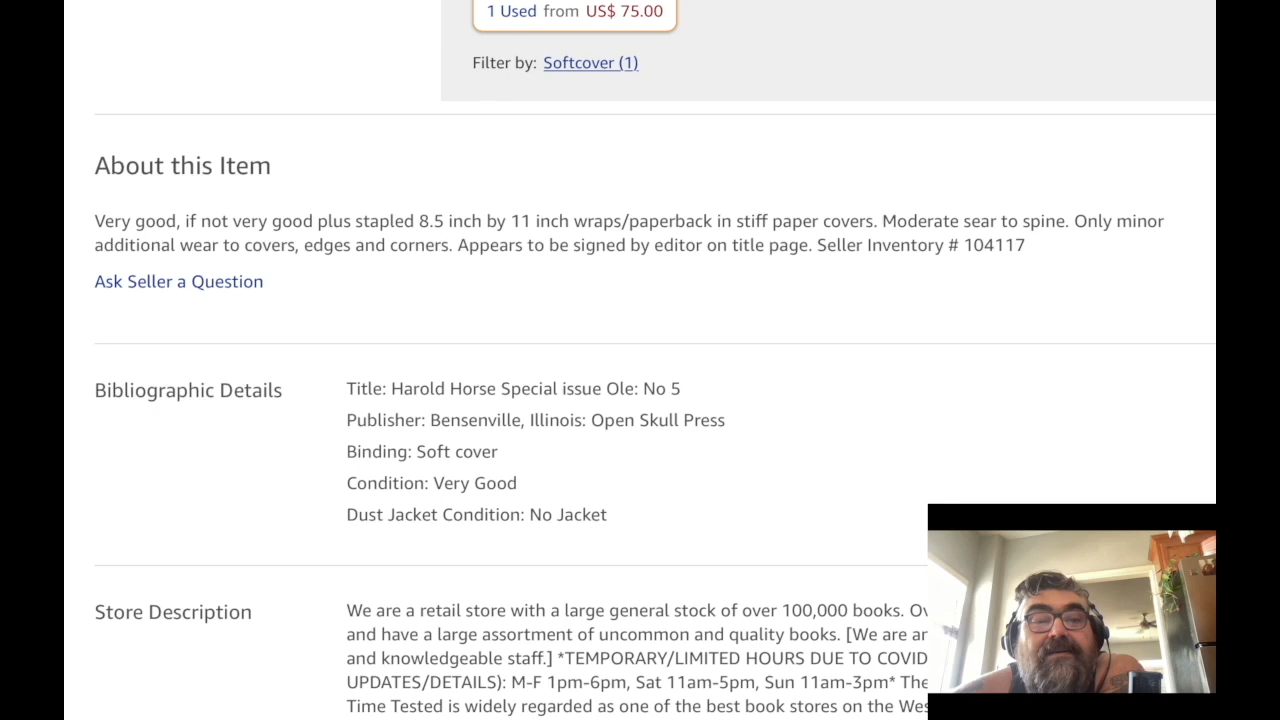 1 Used from US$ 75.00
Filter by: Softcover (1)
About this Item
Very good, if not very good plus stapled 8.5 inch by 11 inch wraps/paperback in stiff paper covers. Moderate sear to spine. Only minor
additional wear to covers, edges and corners. Appears to be signed by editor on title page. Seller Inventory # 104117
Ask Seller a Question
Bibliographic Details
Title: Harold Horse Special issue Ole: No 5
Publisher: Bensenville, Illinois: Open Skull Press
Binding: Soft cover
Condition: Very Good
Dust Jacket Condition: No Jacket
Store Description
We are a retail store with a large general stock of over 100,000 books.
and have a large assortment of uncommon and quality books. [We are
and knowledgeable staff.] *TEMPORARY/LIMITED HOURS DUE TO COVID
UPDATES/DETAILS): M-F 1pm-6pm, Sat 11am-5pm, Sun 11am-3pm* The
Time Tested is widely regarded as one of the best book stores on the